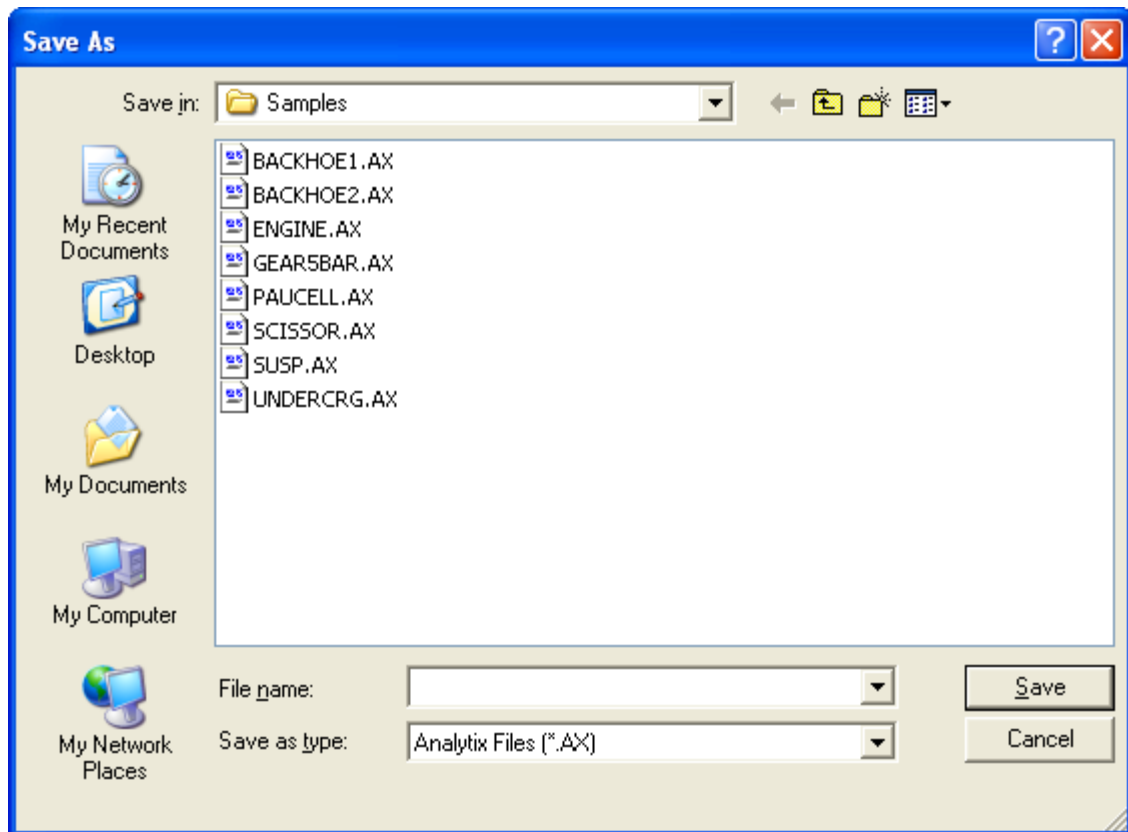 Save As
Save in: Samples
My Recent
Documents
Desktop
My Documents
My Computer
My Network
Places
BACKHOE1.AX
BACKHOE2.AX
ENGINE.AX
GEAR5BAR.AX
PAUCELL.AX
SCISSOR.AX
SUSP.AX
UNDERCRG.AX
File name:
Save
Save as type: Analytix Files (*.AX)
Cancel